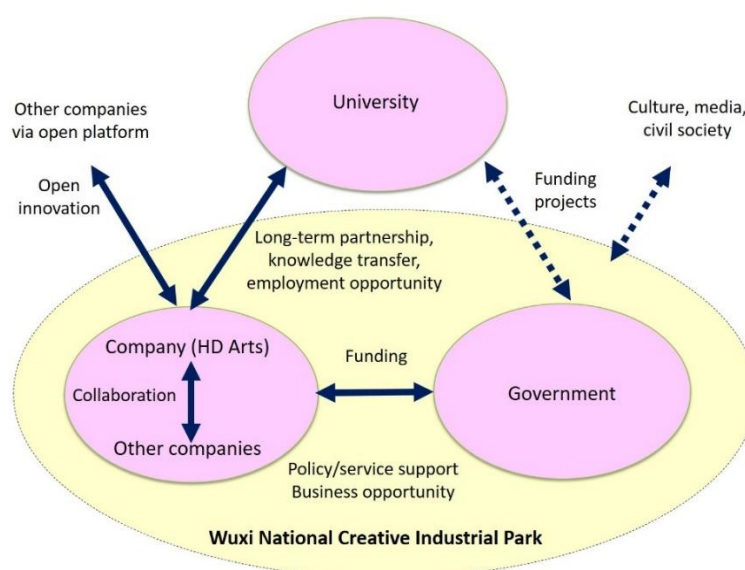 University
Other companies
via open platform
Culture, media,
civil society
Open
innovation
Funding
projects
Long-term partnership,
knowledge transfer,
employment opportunity
Company (HD Arts)
Collaboration
Other companies
Funding
Government
Policy/service support
Business opportunity
Wuxi National Creative Industrial Park